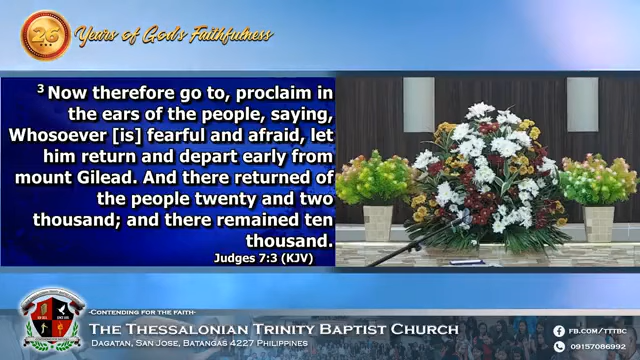 26
Years of God's Faithfulness
3 Now therefore go to, proclaim in
the ears of the people, saying,
Whosoever [is] fearful and afraid, let
him return and depart early from
mount Gilead. And there returned of
the people twenty and two
thousand; and there remained ten
thousand.
Judges 7:3 (KJV)
-Contending for the faith-
The Thessalonian Trinity Baptist Church
Dagatan, San Jose, Batangas 4227 Philippines
fb.com/tttbc
09157086992